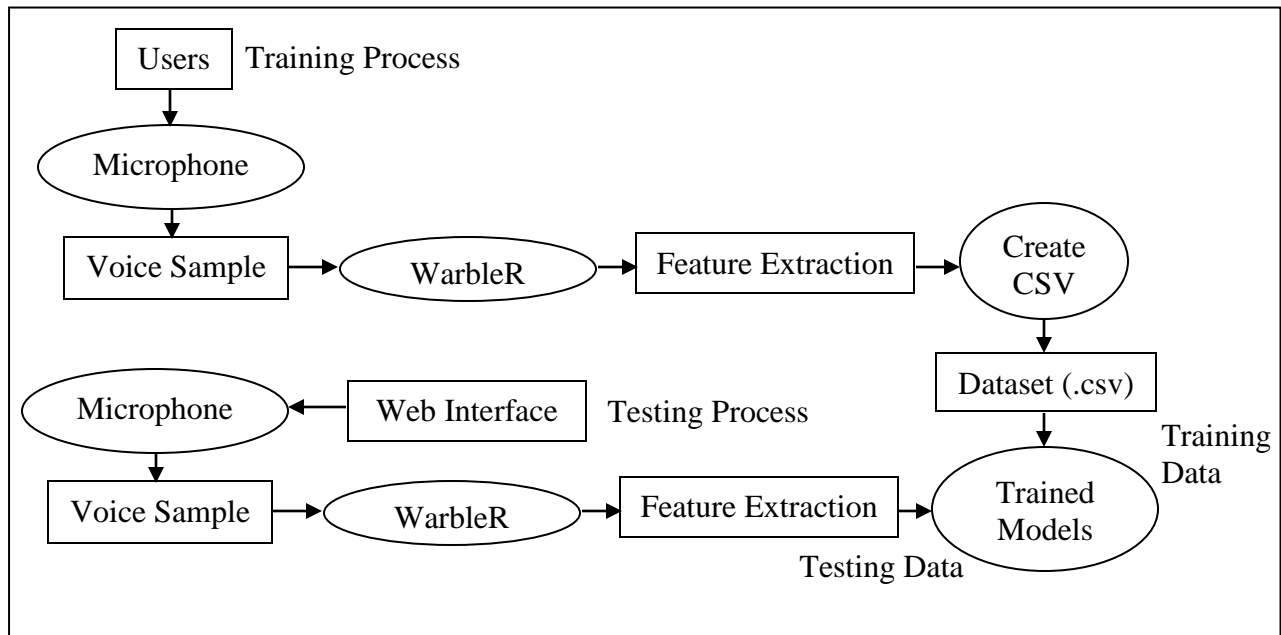 Users
Training Process
Microphone
Voice Sample
WarbleR
Feature Extraction
Create
CSV
Dataset (.csv)
Microphone
Web Interface
Testing Process
Training
Data
Voice Sample
WarbleR
Feature Extraction
Trained
Models
Testing Data